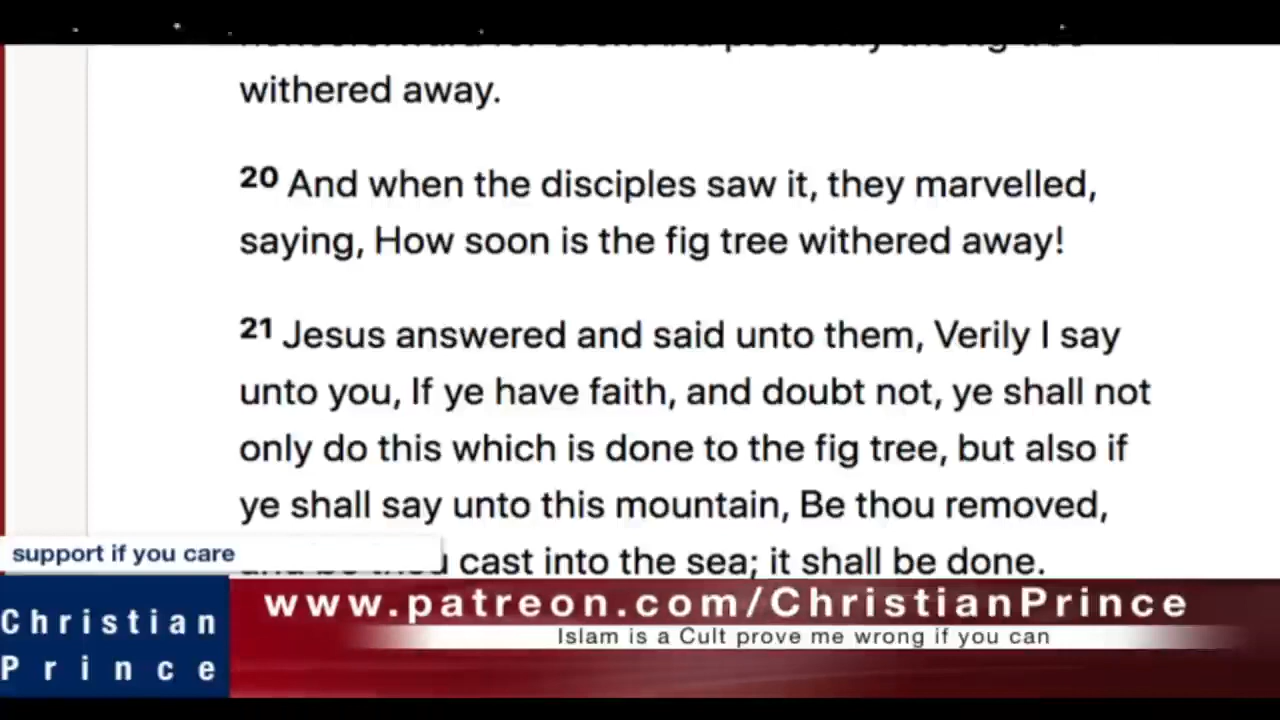 withered away.
20 And when the disciples saw it, they marvelled,
saying, How soon is the fig tree withered away!
21 Jesus answered and said unto them, Verily I say
unto you, If ye have faith, and doubt not, ye shall not
only do this which is done to the fig tree, but also if
ye shall say unto this mountain, Be thou removed,
cast into the sea; it shall be done.
support if you care
Christian
Prince
www.patreon.com/ChristianPrince
Islam is a Cult prove me wrong if you can